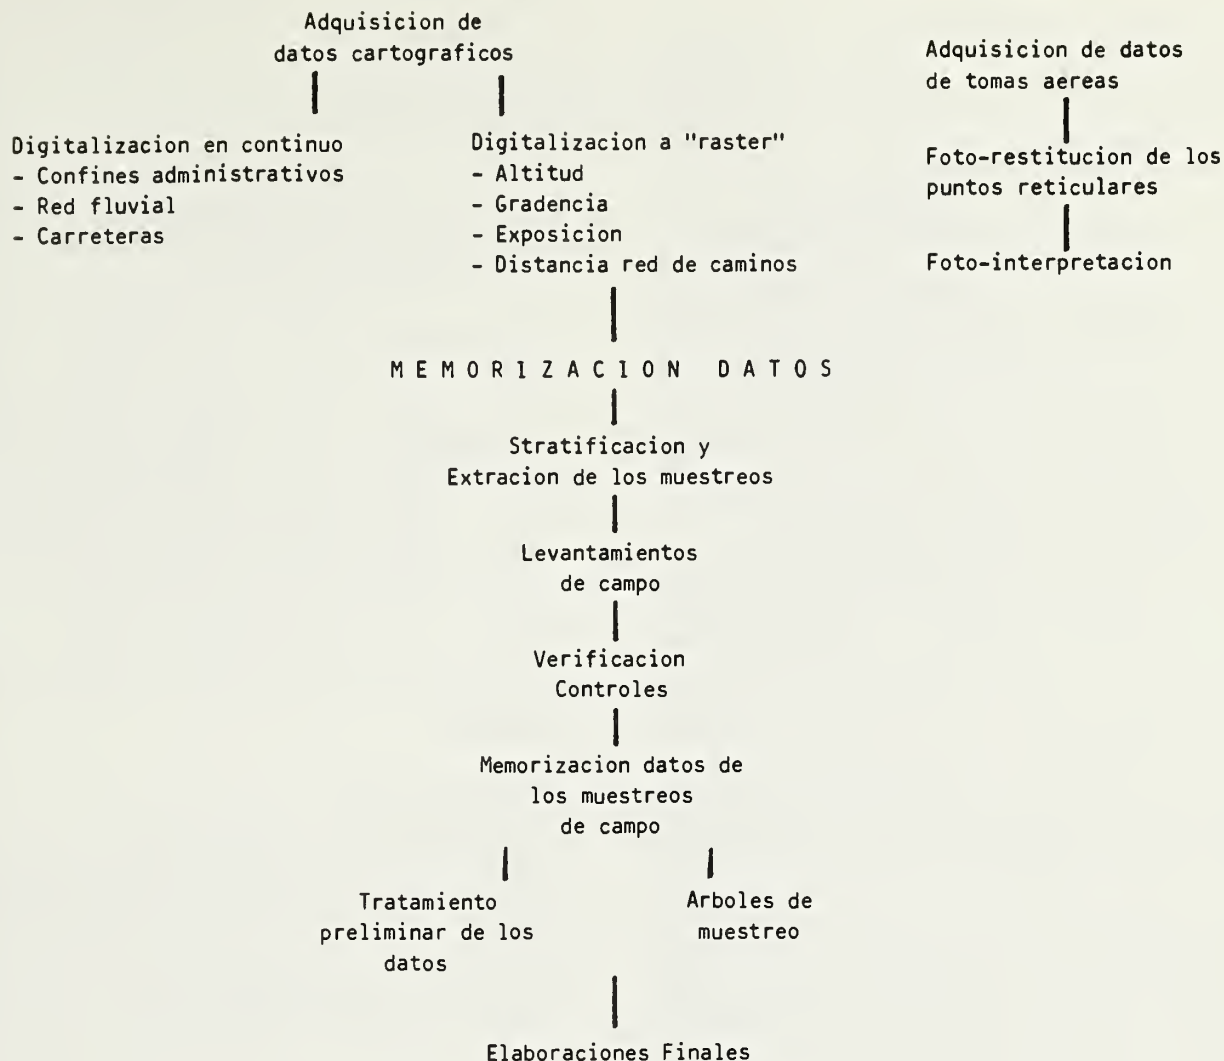 Adquisicion de
datos cartograficos
Digitalizacion en continuo
- Confines administrativos
- Red fluvial
- Carreteras
Digitalizacion a "raster"
- Altitud
- Gradencia
- Exposicion
- Distancia red de caminos
Adquisicion de datos
de tomas aereas
Foto-restitucion de los
puntos reticulares
Foto-interpretacion
MEMORIZACION DATOS
Stratificacion y
Extracion de los muestreos
Levantamientos
de campo
Verificacion
Controles
Memorizacion datos de
los muestreos
de campo
Tratamiento
preliminar de los
datos
Arboles de
muestreo
Elaboraciones Finales